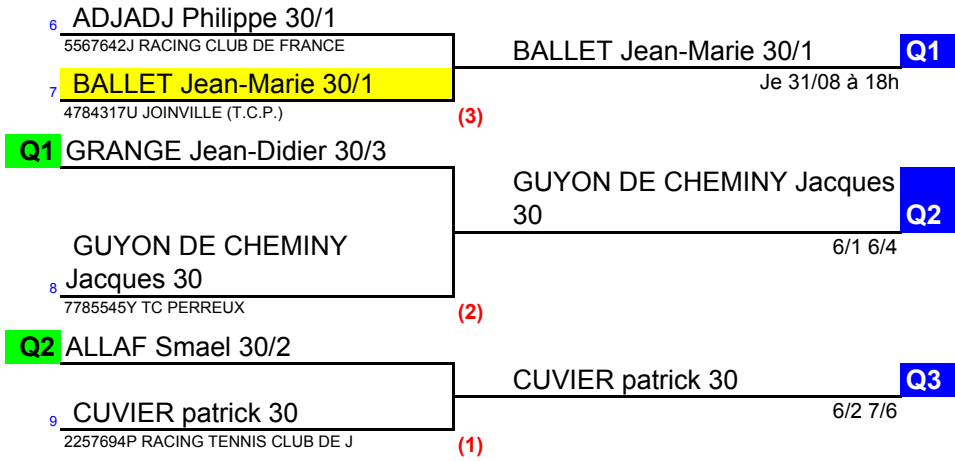 6 ADJADJ Philippe 30/1
5567642J RACING CLUB DE FRANCE
BALLET Jean-Marie 30/1 Q1
7 BALLET Jean-Marie 30/1
Je 31/08 à 18h
4784317U JOINVILLE (T.C.P.)
(3)
Q1 GRANGE Jean-Didier 30/3
GUYON DE CHEMINY Jacques
30 Q2
6/1 6/4
GUYON DE CHEMINY
8 Jacques 30
7785545Y TC PERREUX
(2)
Q2 ALLAF Smael 30/2
CUVIER patrick 30 Q3
6/2 7/6
9 CUVIER patrick 30
2257694P RACING TENNIS CLUB DE J
(1)